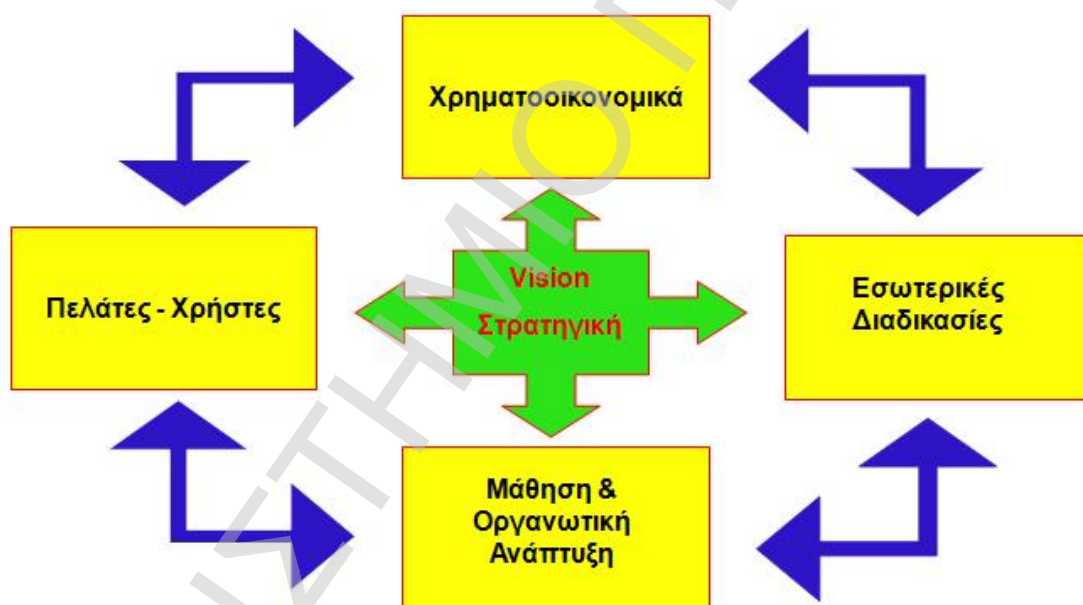 Χρηματοοικονομικά
Πελάτες - Χρήστες
Vision
Στρατηγική
Εσωτερικές
Διαδικασίες
Μάθηση &
Οργανωτική
Ανάπτυξη